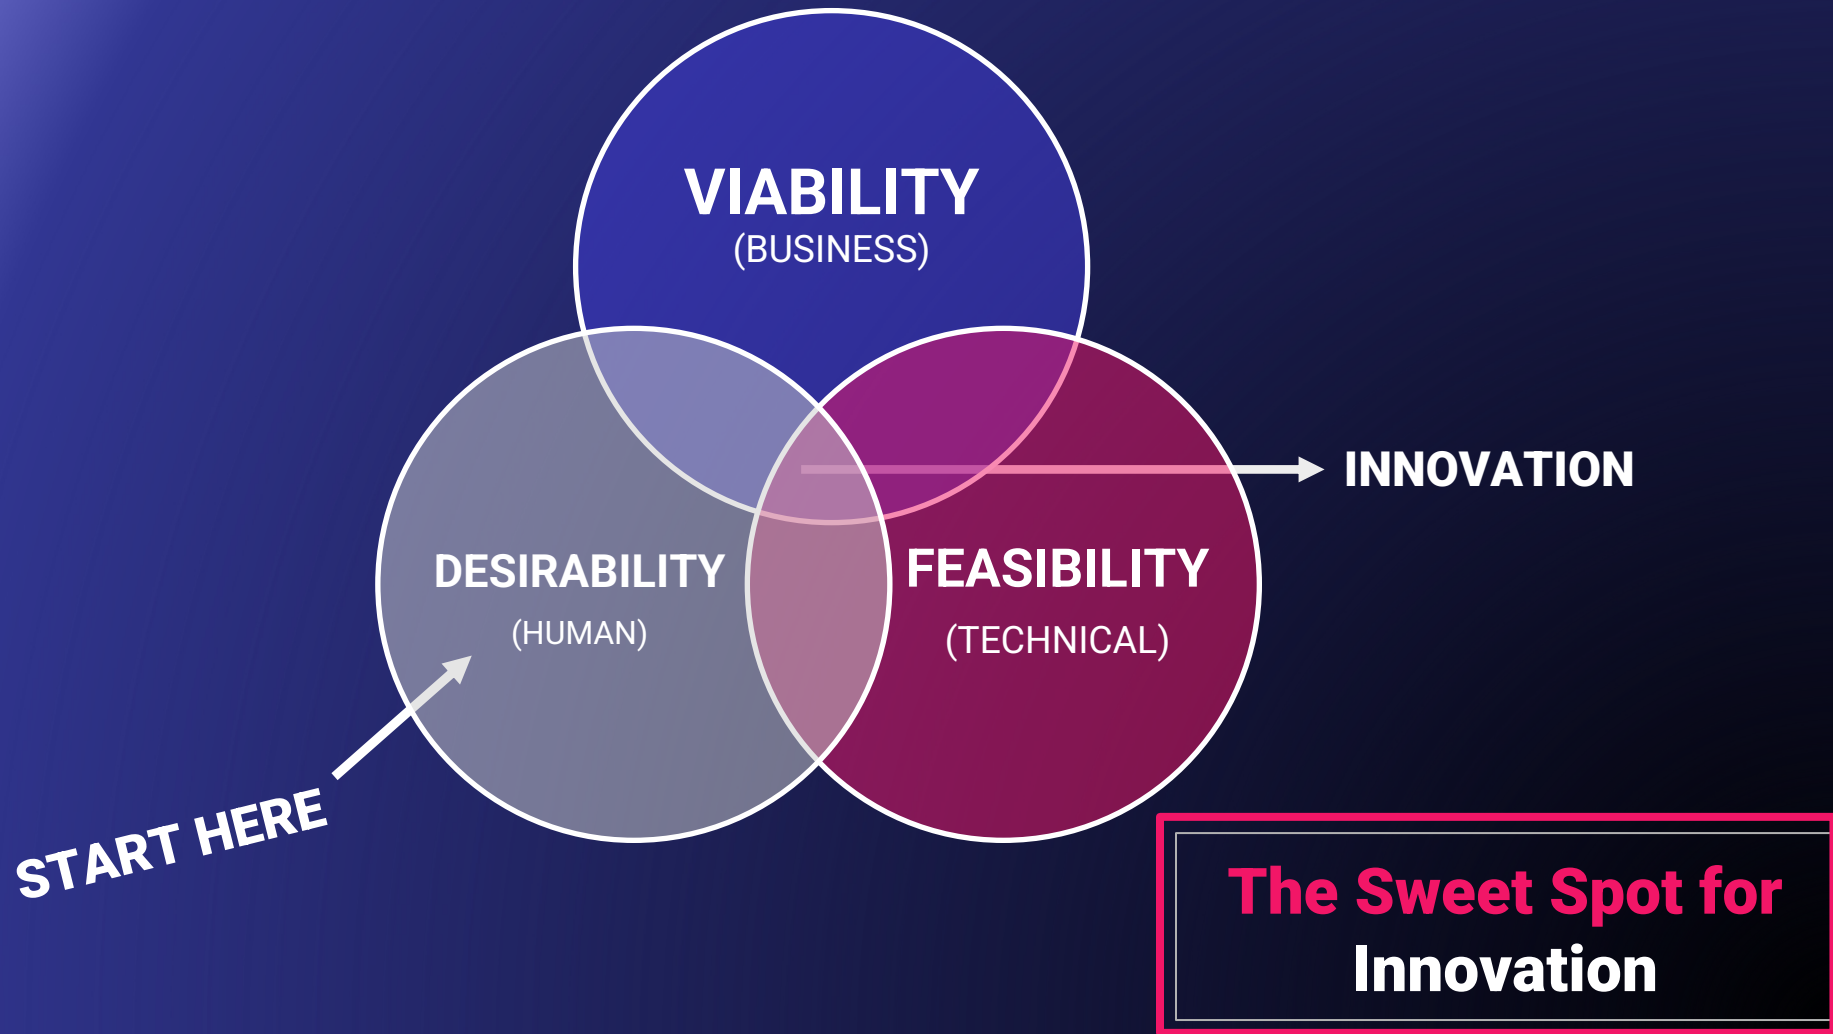 VIABILITY
(BUSINESS)
INNOVATION
DESIRABILITY
(HUMAN)
FEASIBILITY
(TECHNICAL)
START HERE
The Sweet Spot for
Innovation